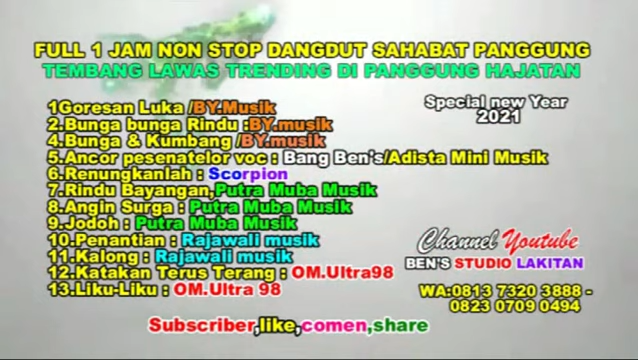 FULL 1 JAM NON STOP DANGDUT SAHABAT PANGGUNG
TEMBANG LAWAS TRENDING DI PANGGUNG HAJATAN
Special new Year
2021
1Goresan Luka /BY.Musik
2.Bunga bunga Rindu :BY.musik
4.Bunga & Kumbang /BY.musik
5.Ancor pesenatelor voc : Bang Ben's/Adista Mini Musik
6.Renungkanlah : Scorpion
7.Rindu Bayangan,Putra Muba Musik
8.Angin Surga : Putra Muba Musik
9.Jodoh : Putra Muba Musik
10.Penantian : Rajawali musik
11.Kalong : Rajawali musik
12.Katakan Terus Terang : OM.Ultra98
13.Liku-Liku : OM.Ultra 98
Channel Youtube
BEN'S STUDIO LAKITAN
WA:0813 7320 3888 -
0823 0709 0494
Subscriber,like,comen,share